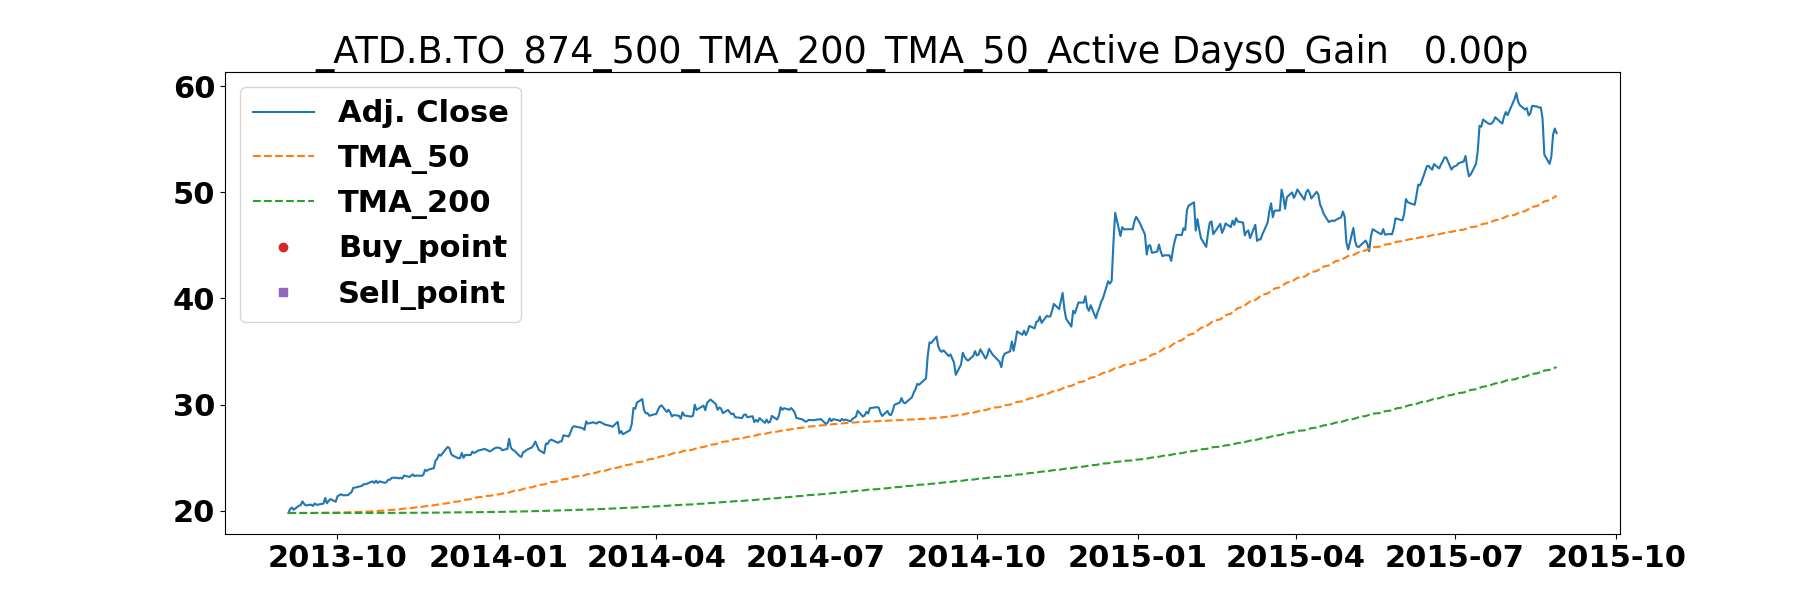 _ATD.B.TO_874_500_TMA_200_TMA_50_Active Days0_Gain   0.00p
60
50
40
30
20
Adj. Close
TMA_50
TMA_200
Buy_point
Sell_point
2013-10 2014-01 2014-04 2014-07 2014-10 2015-01 2015-04 2015-07 2015-10